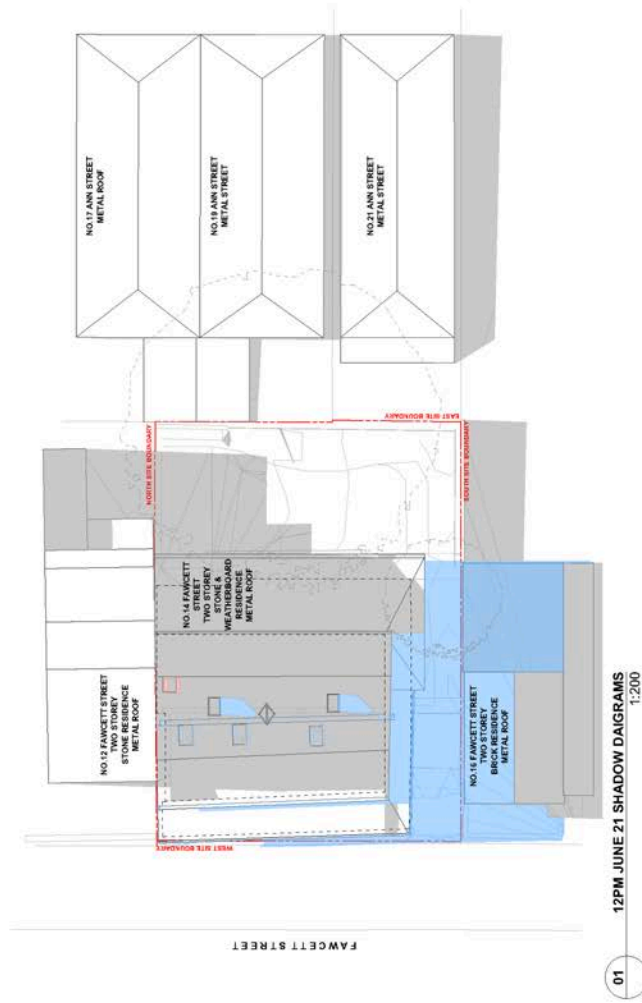 NO.17 ANN STREET
METAL ROOF
NO.19 ANN STREET
METAL STREET
NO.21 ANN STREET
METAL STREET
NORTH SITE BOUNDARY
EAST SITE BOUNDARY
SOUTH SITE BOUNDARY
WEST SITE BOUNDARY
NO.12 FAWCETT STREET
TWO STOREY
STONE RESIDENCE
METAL ROOF
NO.14 FAWCETT
STREET
TWO STOREY
STONE &
WEATHERBOARD
RESIDENCE.
METAL ROOF
NO.16 FAWCETT STREET
TWO STOREY
BRICK RESIDENCE
METAL ROOF
FAWCETT STREET
01
12PM JUNE 21 SHADOW DAIGRAMS
1:200